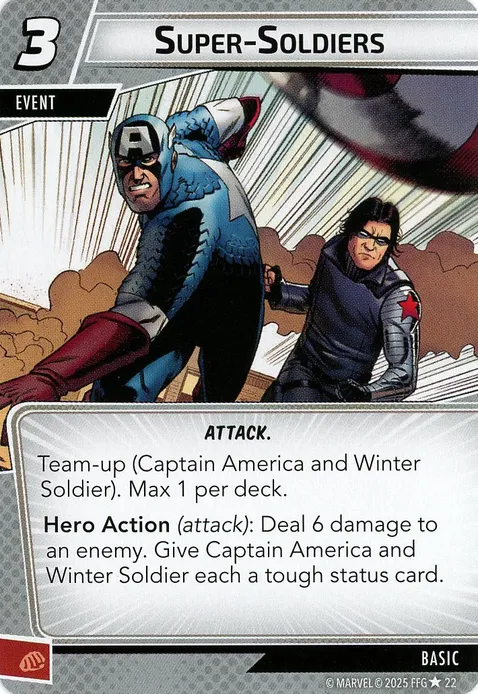 3
SUPER-SOLDIERS
EVENT
A
ATTACK.
Team-up (Captain America and Winter
Soldier). Max 1 per deck.
Hero Action (attack): Deal 6 damage to
an enemy. Give Captain America and
Winter Soldier each a tough status card.
BASIC
© MARVEL © 2025 FFG ★ 22